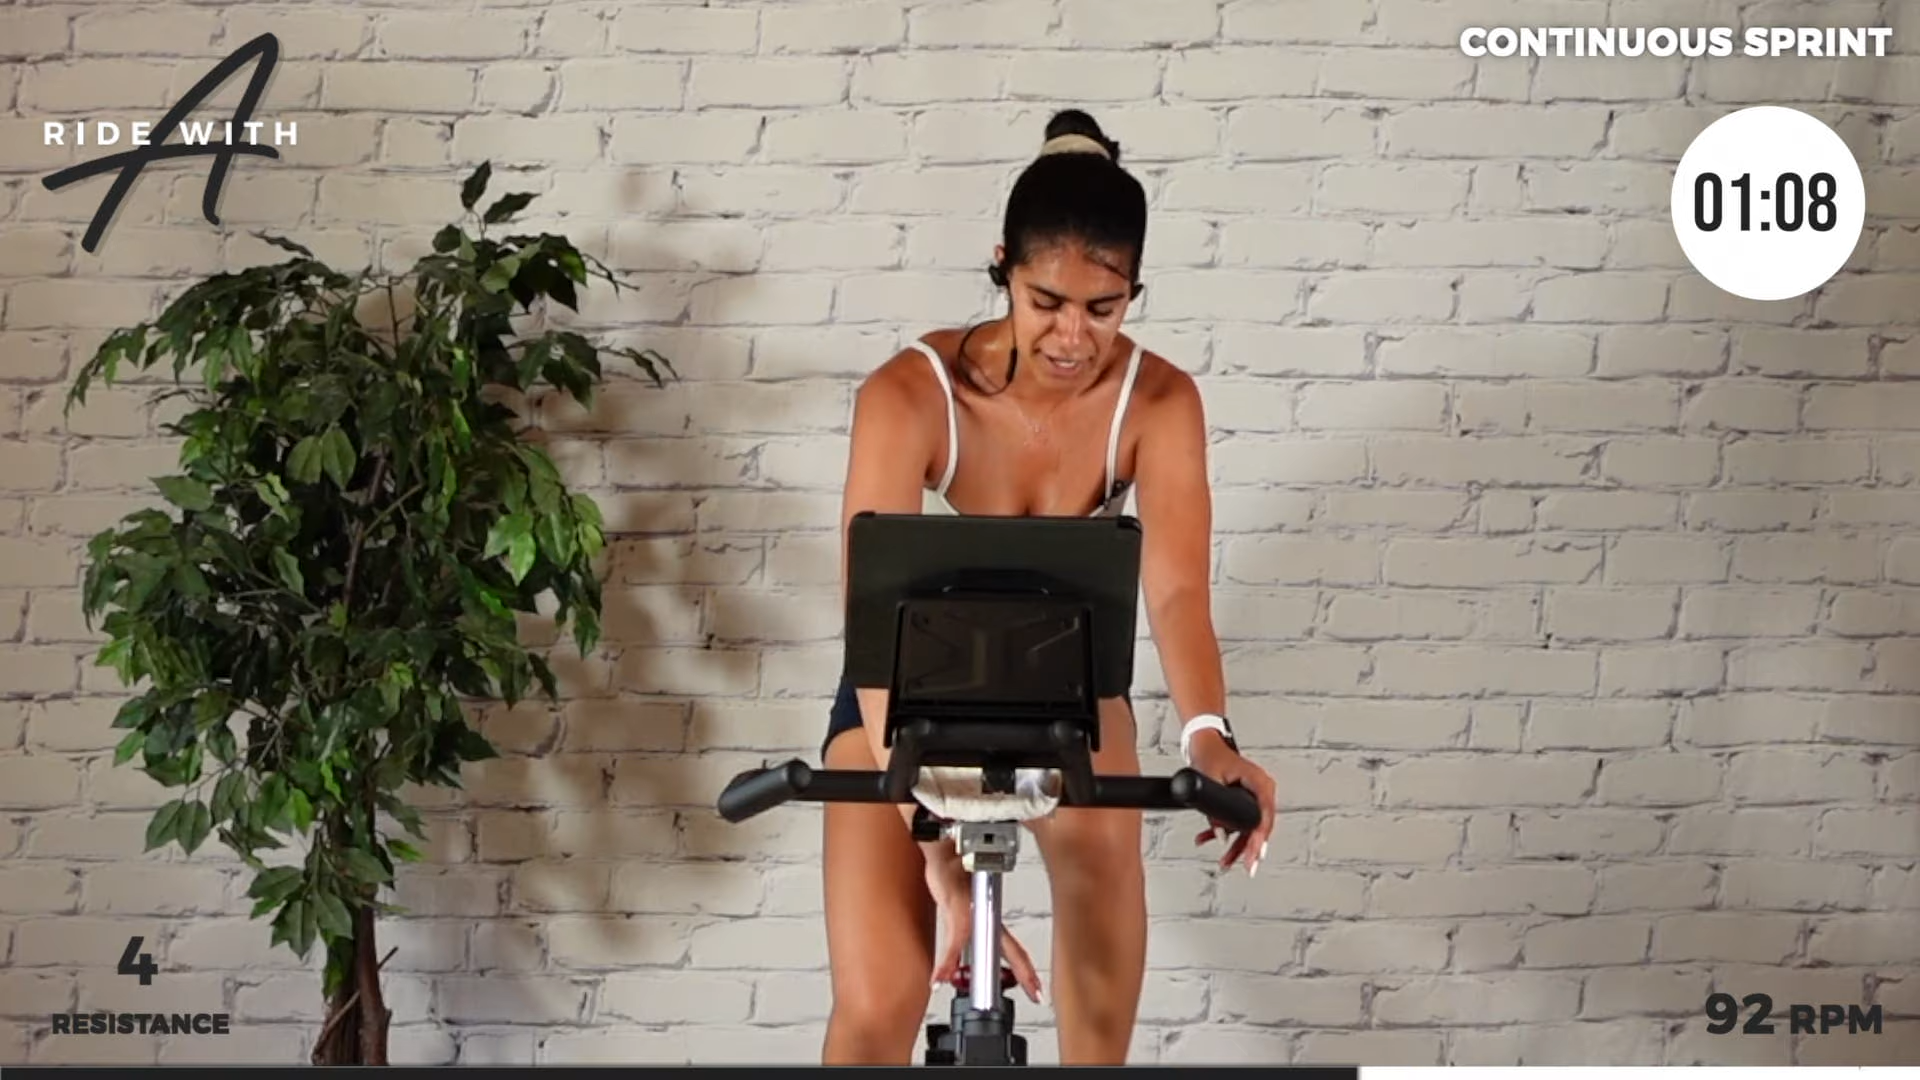 CONTINUOUS SPRINT
RIDE WITH
A
01:08
4
RESISTANCE
92 RPM